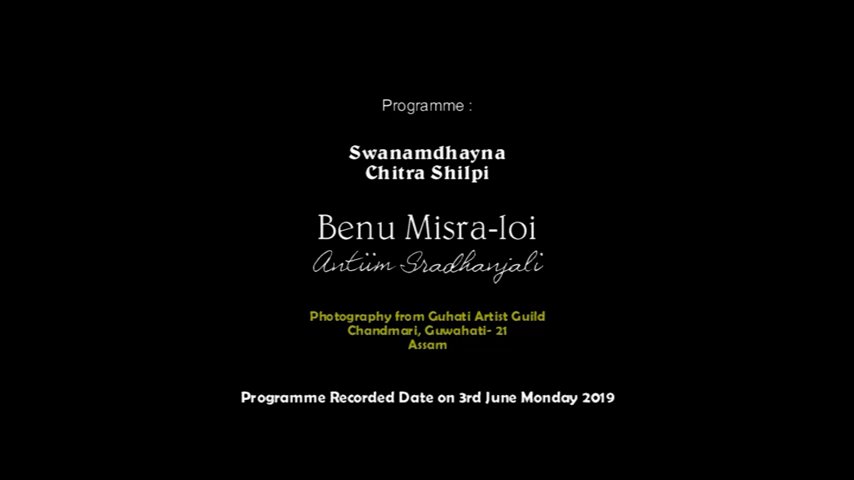 Programme :
Swanamdhayna
Chitra Shilpi
Benu Misra-loi
Antiim Sradhanjali
Photography from Guhati Artist Guild
Chandmari, Guwahati- 21
Assam
Programme Recorded Date on 3rd June Monday 2019